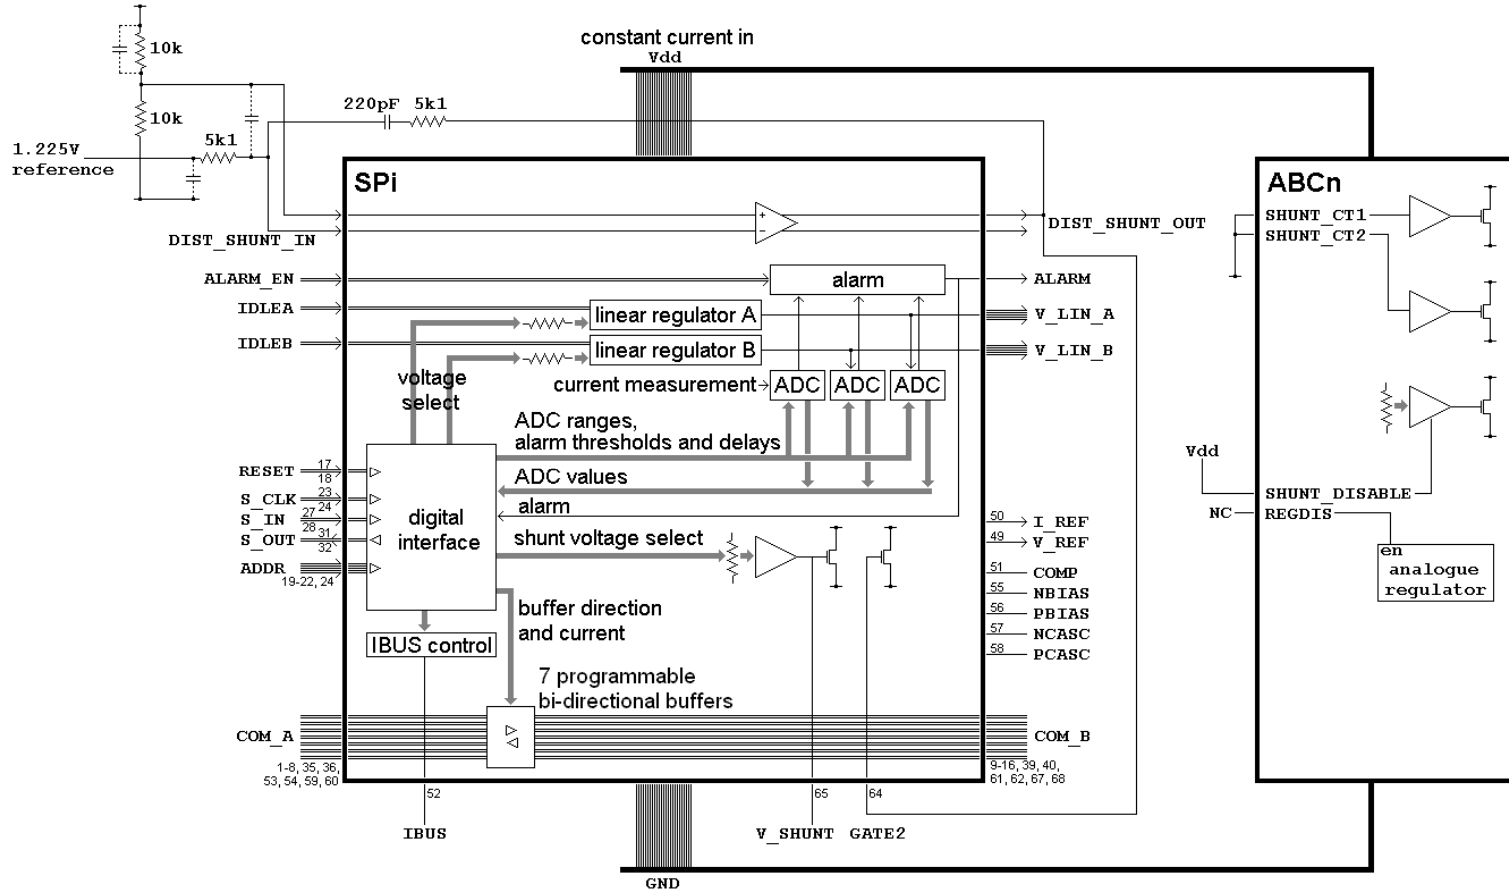 constant current in
Vdd
10k
10k
220pF 5k1
5k1
1.225V
reference
SPi
ABCn
DIST_SHUNT_IN
+
-
DIST_SHUNT_OUT
SHUNT_CT1
SHUNT_CT2
ALARM_EN
alarm
ALARM
IDLEA
linear regulator A
V_LIN_A
IDLEB
linear regulator B
V_LIN_B
voltage
select
current measurement
ADC
ADC
ADC
ADC ranges,
alarm thresholds and delays
ADC values
alarm
RESET
17
18
S_CLK
23
24
S_IN
27
28
S_OUT
31
32
ADDR
19-22, 24
digital
interface
shunt voltage select
50
I_REF
49
V_REF
51
COMP
55
NBIAS
56
PBIAS
57
NCASC
58
PCASC
Vdd
SHUNT_DISABLE
NC
REGDIS
en
analogue
regulator
buffer direction
and current
IBUS control
7 programmable
bi-directional buffers
COM_A
COM_B
1-8, 35, 36,
53, 54, 59, 60
9-16, 39, 40,
61, 62, 67, 68
52
65
64
IBUS
V_SHUNT
GATE2
GND